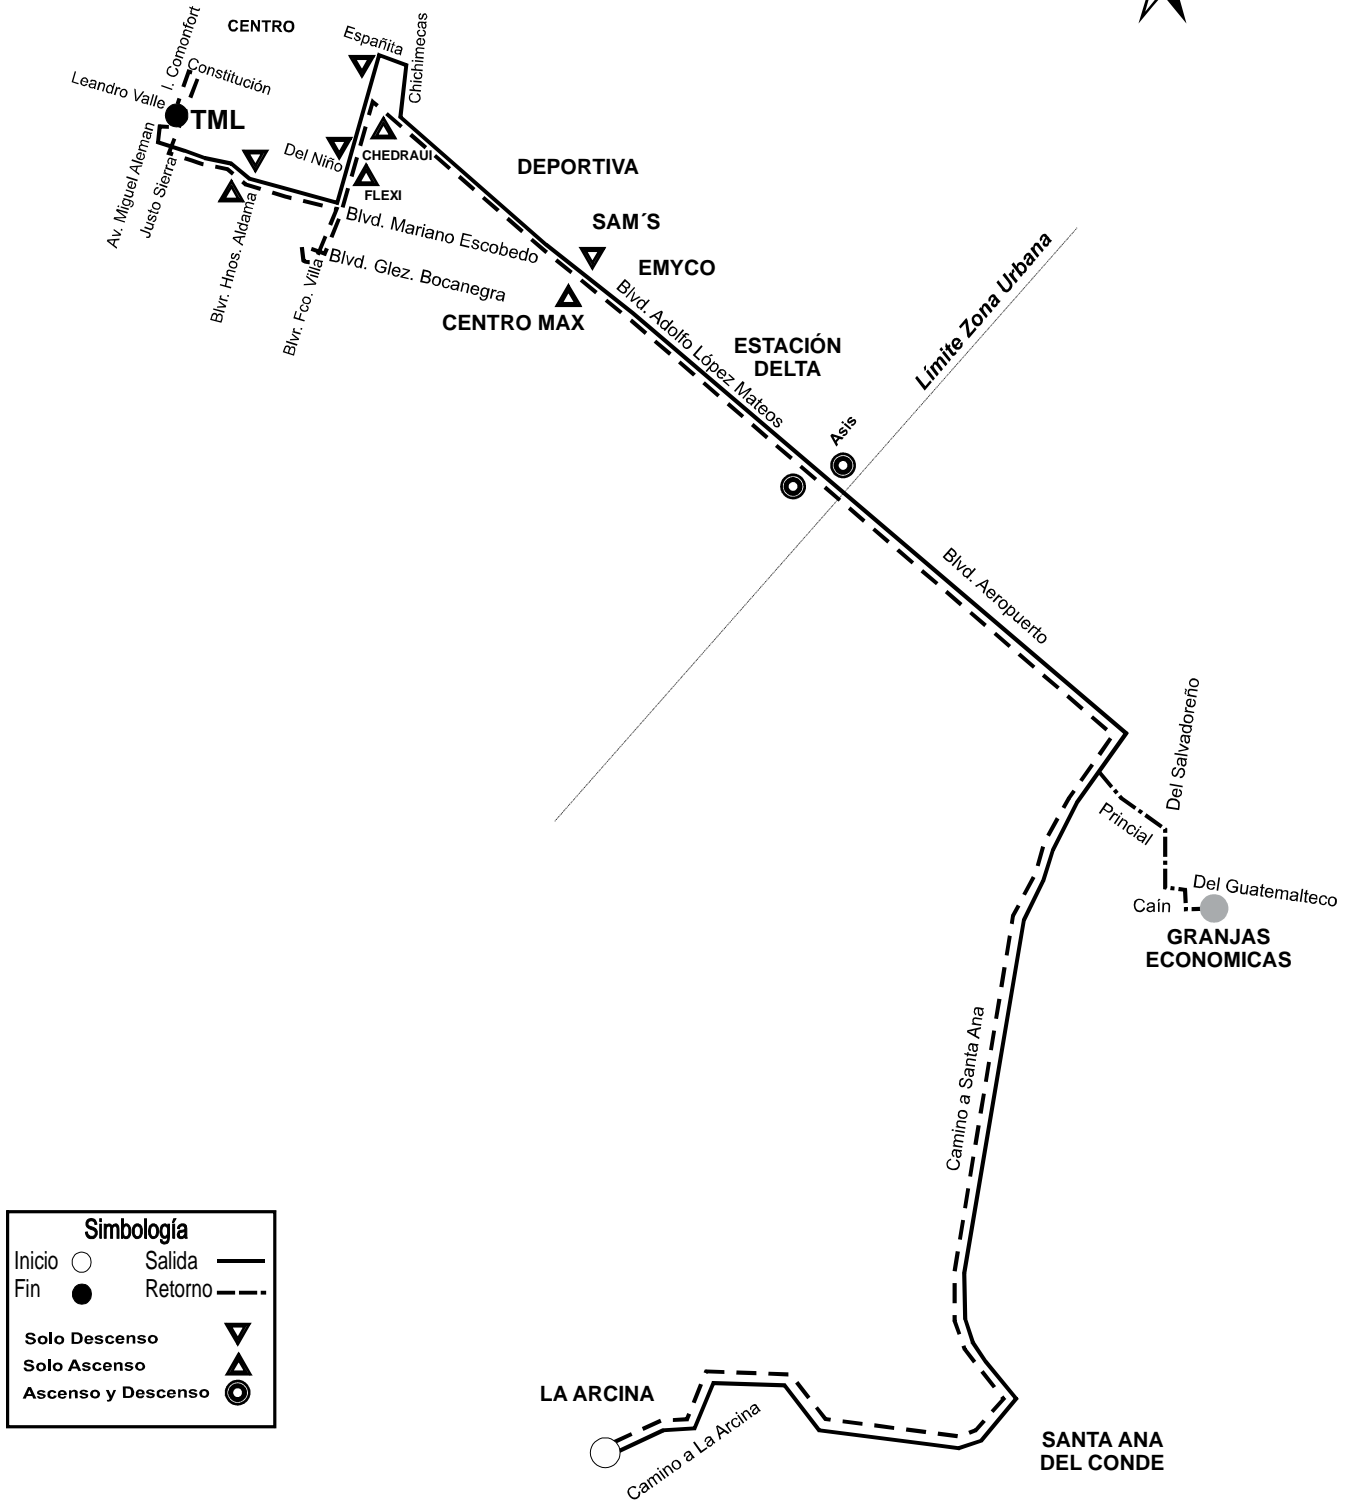 CENTRO
Españita
Chichimecas
I. Comonfort
Constitución
Leandro Valle
TML
Av. Miguel Aleman
Justo Sierra
Del Niño
CHEDRAUI
FLEXI
DEPORTIVA
Blvr. Hnos. Aldama
Blvd. Mariano Escobedo
SAM´S
Blvr. Fco. Villa
Blvd. Glez. Bocanegra
EMYCO
CENTRO MAX
Blvd. Adolfo López Mateos
ESTACIÓN
DELTA
Límite Zona Urbana
Asis
Blvd. Aeropuerto
Del Salvadoreño
Princial
Del Guatemalteco
Caín
GRANJAS
ECONOMICAS
Camino a Santa Ana
Simbología
Inicio
Salida
Fin
Retorno
Solo Descenso
Solo Ascenso
Ascenso y Descenso
LA ARCINA
Camino a La Arcina
SANTA ANA
DEL CONDE